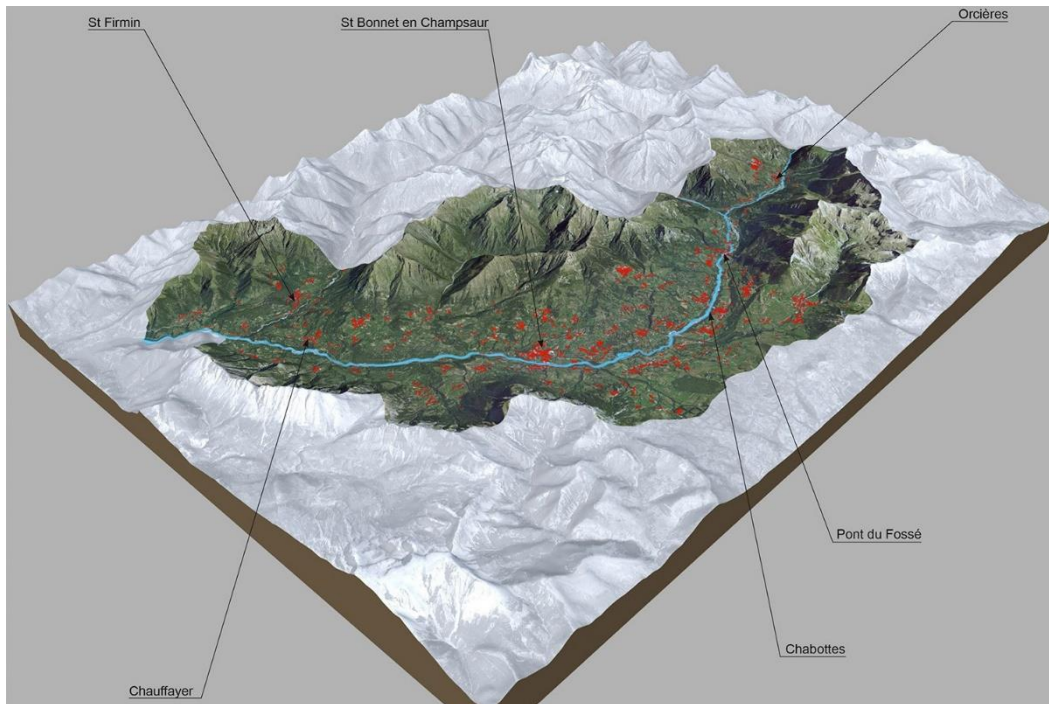 Orcières
St Firmin
St Bonnet en Champsaur
Pont du Fossé
Chabottes
Chauffayer